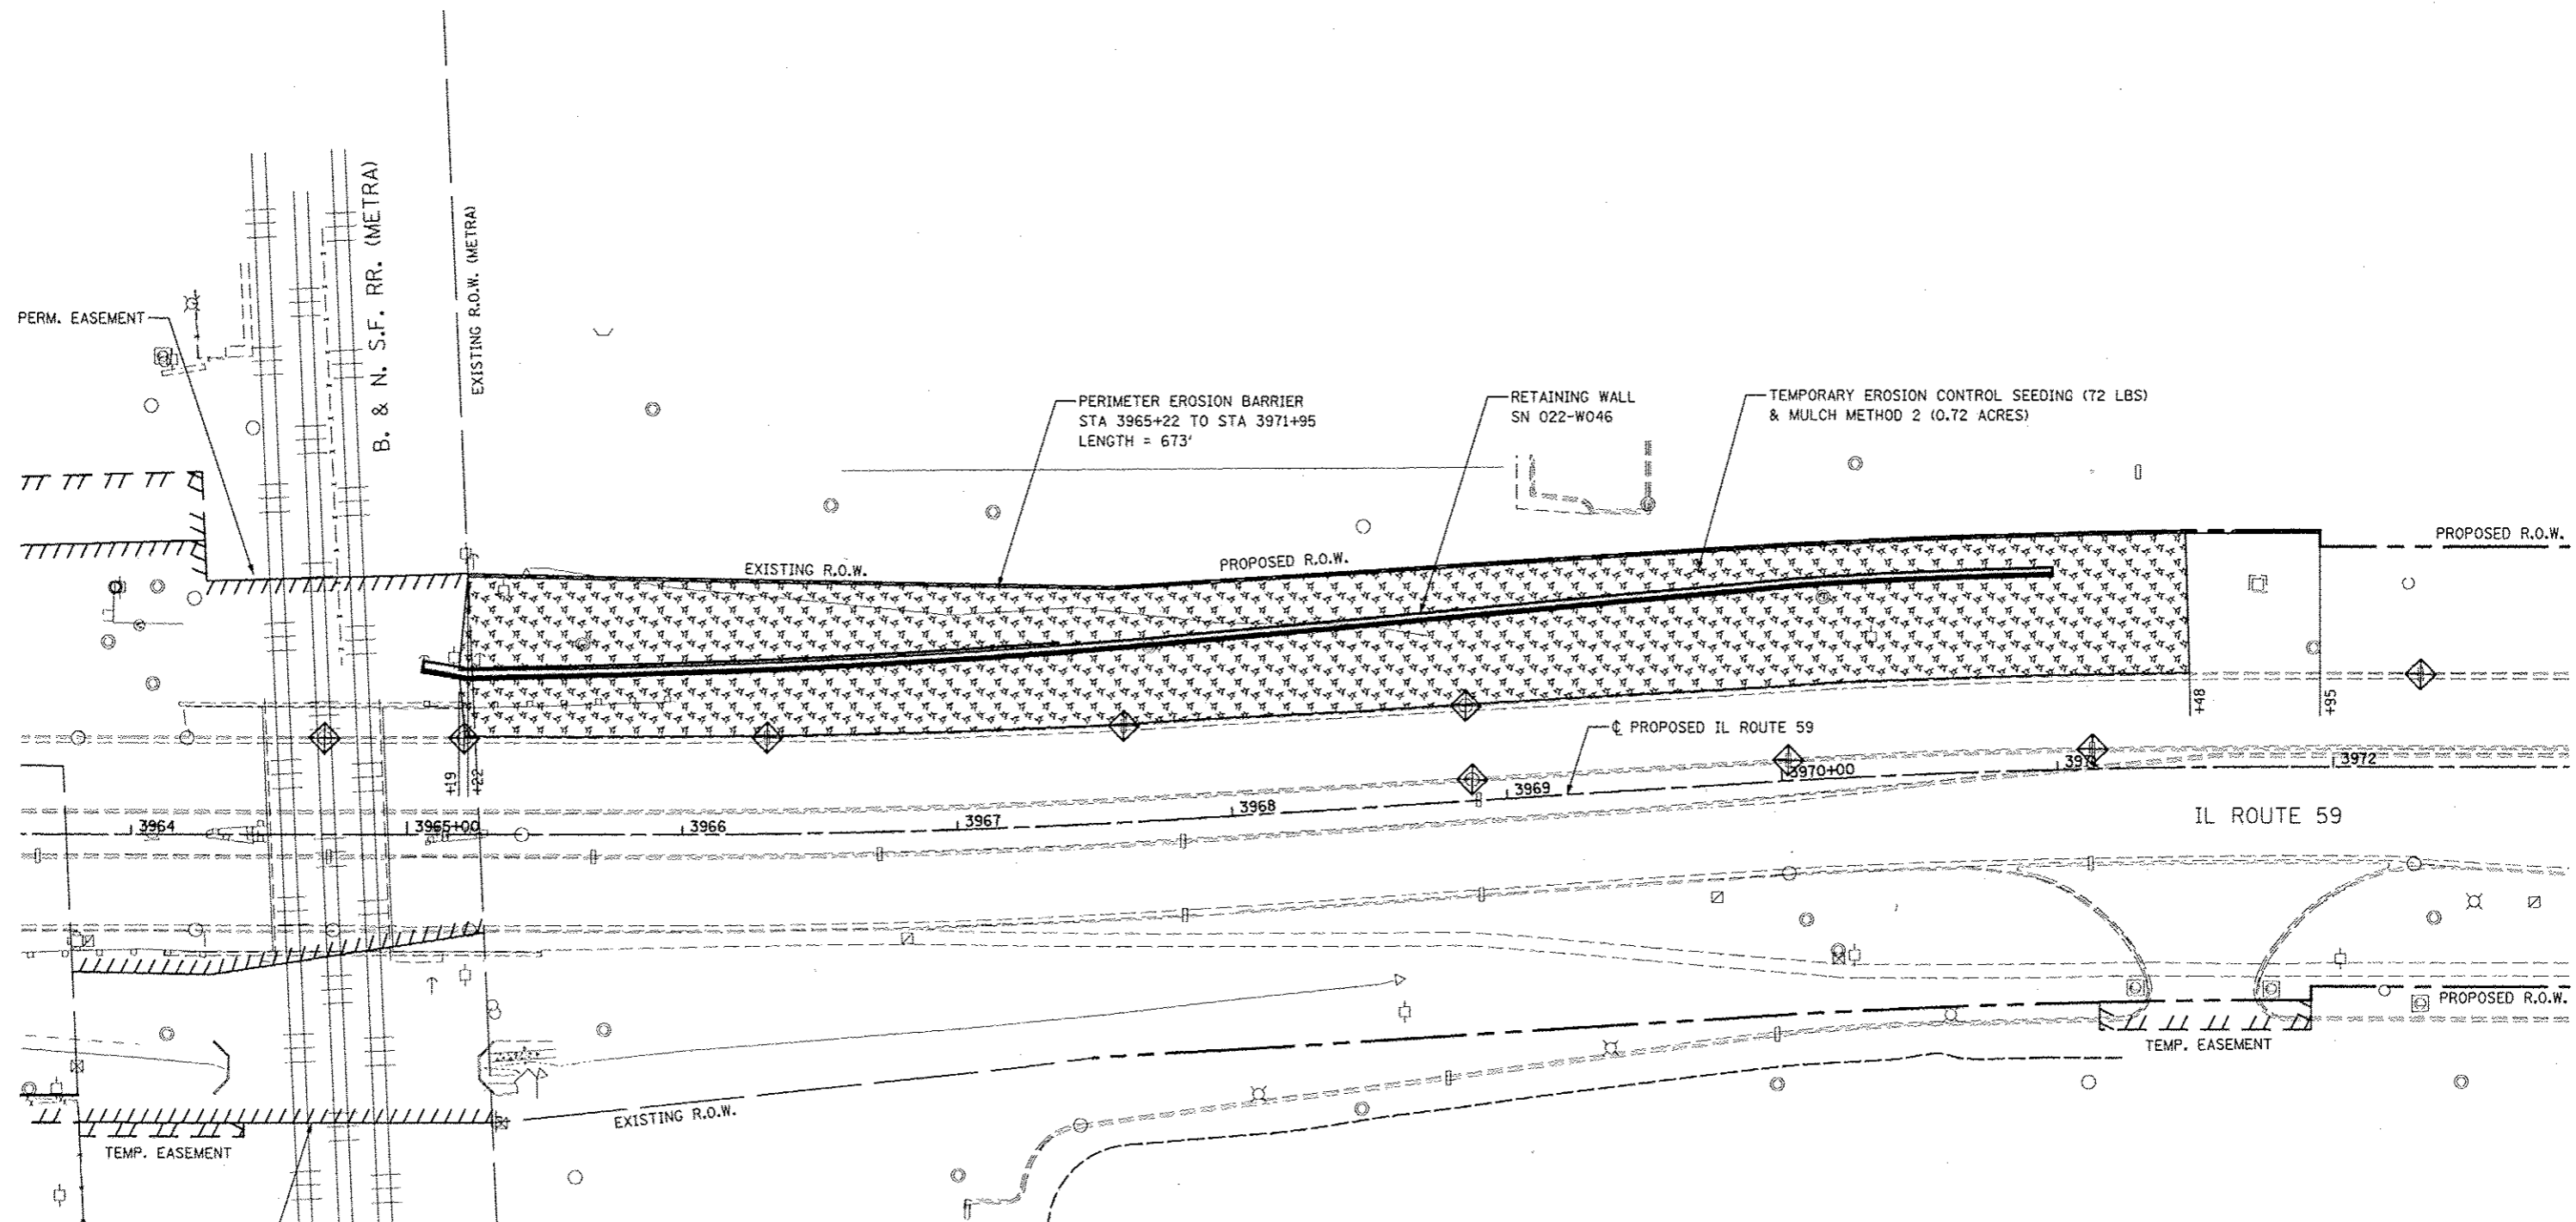 B. & N. S.F. RR. (METRA)
EXISTING R.O.W. (METRA)
PERM. EASEMENT
PERIMETER EROSION BARRIER
STA 3965+22 TO STA 3971+95
LENGTH = 673'
RETAINING WALL
SN 022-W046
TEMPORARY EROSION CONTROL SEEDING (72 LBS)
& MULCH METHOD 2 (0.72 ACRES)
EXISTING R.O.W.
PROPOSED R.O.W.
PROPOSED R.O.W.
+19
+22
+48
+95
℄ PROPOSED IL ROUTE 59
3964
3965+00
3966
3967
3968
3969
3970+00
3971
3972
IL ROUTE 59
PROPOSED R.O.W.
TEMP. EASEMENT
EXISTING R.O.W.
TEMP. EASEMENT